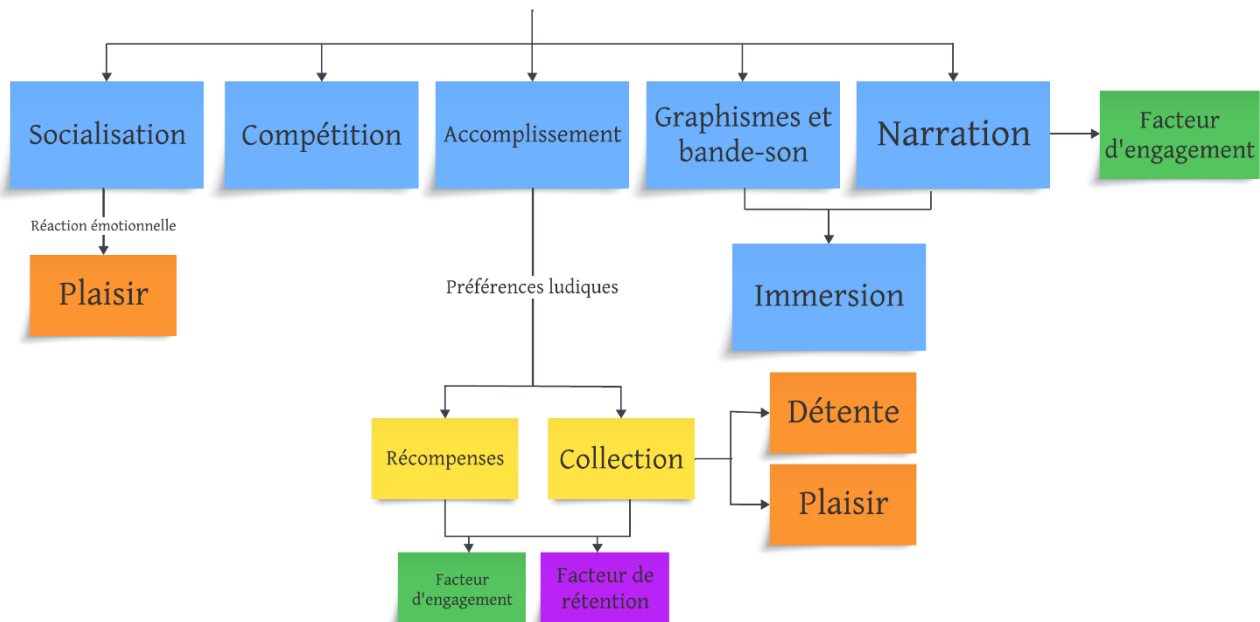 Socialisation
Compétition
Accomplissement
Graphismes et
bande-son
Narration
Facteur
d'engagement
Réaction émotionnelle
Plaisir
Préférences ludiques
Immersion
Récompenses
Collection
Détente
Plaisir
Facteur
d'engagement
Facteur de
rétention